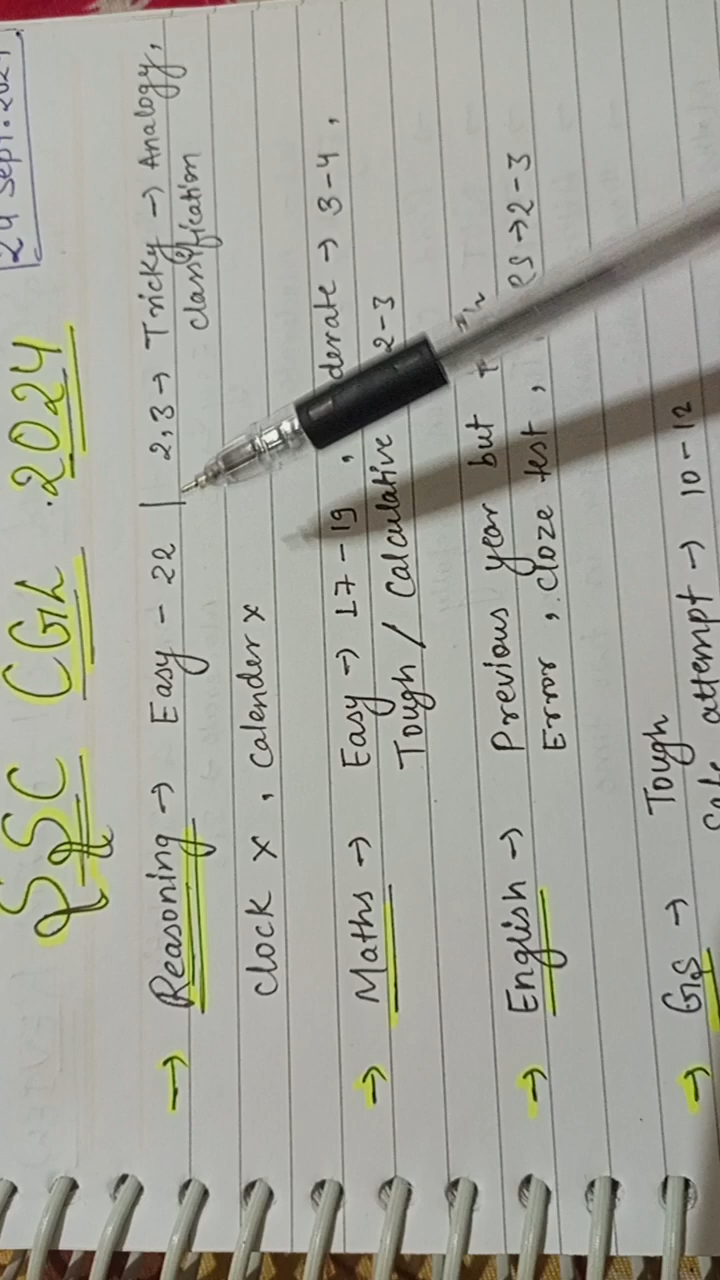 24 Sept. 2024
SSC CGL 2024
→ Reasoning → Easy - 22 | 2,3 → Tricky → Analogy,
classification
clock x , calender x
→ Maths → Easy → 17-19 , derate → 3-4 ,
Tough / Calculative 2-3
→ English → Previous year but
Error , cloze test , → 2-3
→ GS → Tough
attempt → 10-12